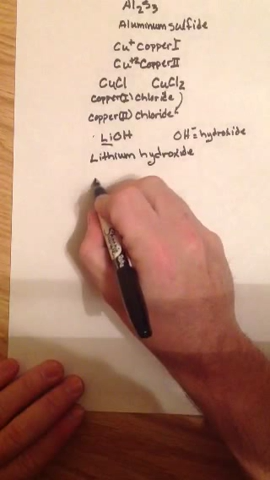 Al₂S₃
Aluminum sulfide
Cu⁺ Copper I
Cu⁺² Copper II
CuCl CuCl₂
copper(I) chloride
copper(II) chloride
LiOH OH⁻ = hydroxide
Lithium hydroxide